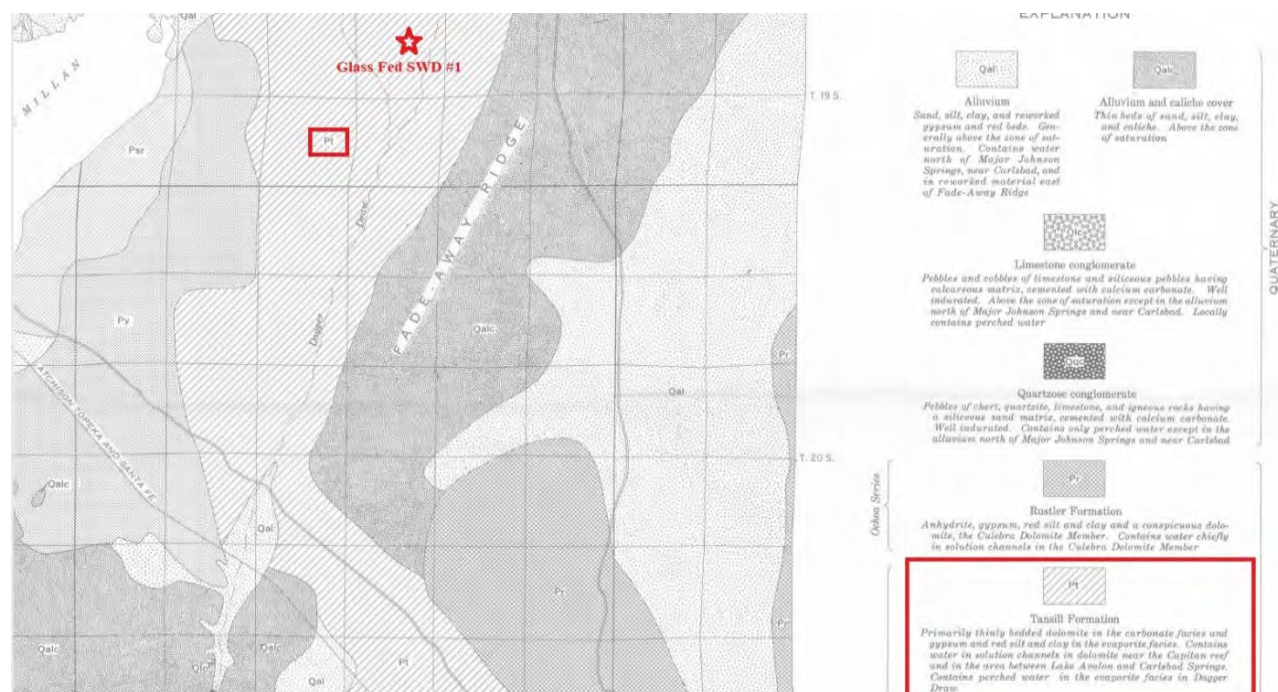 EXPLANATION
Qal
Glass Fed SWD #1
MILLAN
T. 19 S.
Pt
Psr
FADE-AWAY RIDGE
Draw
Dagger
Py
Qalc
Pr
Qal
ATCHISON TOPEKA AND SANTA FE
T. 20 S.
Qalc
Qal
Pr
Pr
Qalc
Qalc
Qlc
Qal
Pt
Qal
Alluvium
Sand, silt, clay, and reworked
gypsum and red beds. Gen-
erally above the zone of sat-
uration. Contains water
north of Major Johnson
Springs, near Carlsbad, and
in reworked material east
of Fade-Away Ridge
Qalc
Alluvium and caliche cover
Thin beds of sand, silt, clay,
and caliche. Above the zone
of saturation
Qlc
Limestone conglomerate
Pebbles and cobbles of limestone and siliceous pebbles having
calcareous matrix, cemented with calcium carbonate. Well
indurated. Above the zone of saturation except in the alluvium
north of Major Johnson Springs and near Carlsbad. Locally
contains perched water
Qqc
Quartzose conglomerate
Pebbles of chert, quartzite, limestone, and igneous rocks having
a siliceous sand matrix, cemented with calcium carbonate.
Well indurated. Contains only perched water except in the
alluvium north of Major Johnson Springs and near Carlsbad
QUATERNARY
Ochoa Series
Pr
Rustler Formation
Anhydrite, gypsum, red silt and clay and a conspicuous dolo-
mite, the Culebra Dolomite Member. Contains water chiefly
in solution channels in the Culebra Dolomite Member
Pt
Tansill Formation
Primarily thinly bedded dolomite in the carbonate facies and
gypsum and red silt and clay in the evaporite facies. Contains
water in solution channels in dolomite near the Capitan reef
and in the area between Lake Avalon and Carlsbad Springs.
Contains perched water in the evaporite facies in Dagger
Draw